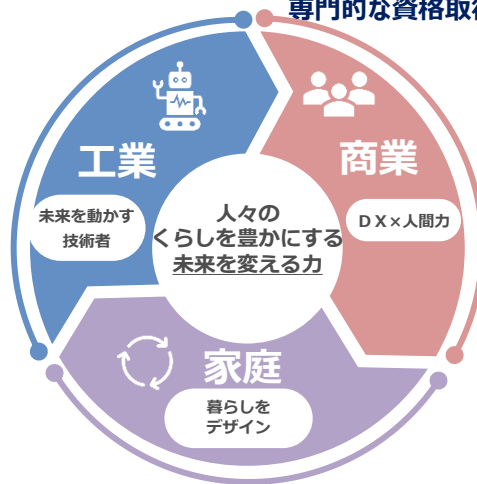 専門的な資格取
工業
商業
未来を動かす
技術者
人々の
くらしを豊かにする
未来を変える力
ＤＸ×人間力
家庭
暮らしを
デザイン